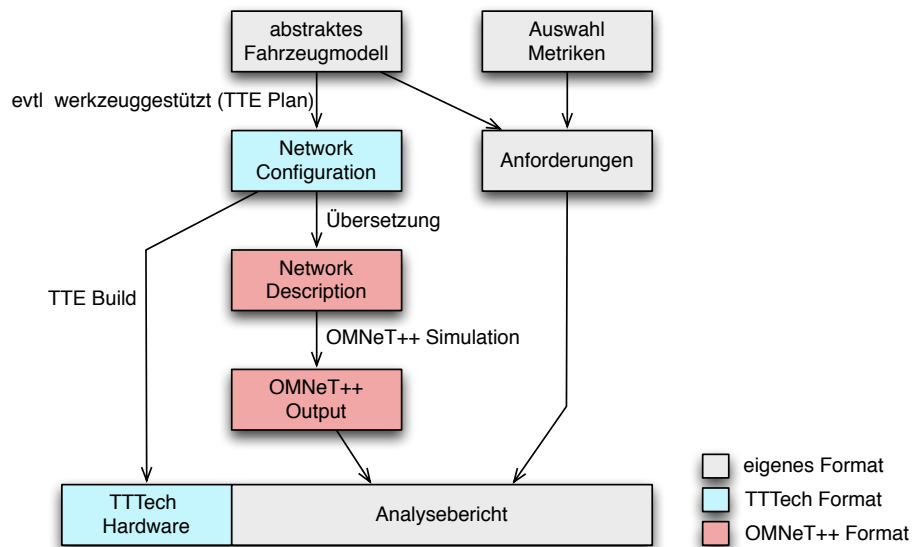 abstraktes
Fahrzeugmodell
Auswahl
Metriken
evtl werkzeuggestützt (TTE Plan)
Network
Configuration
Anforderungen
Übersetzung
Network
Description
TTE Build
OMNeT++ Simulation
OMNeT++
Output
TTTech
Hardware
Analysebericht
eigenes Format
TTTech Format
OMNeT++ Format